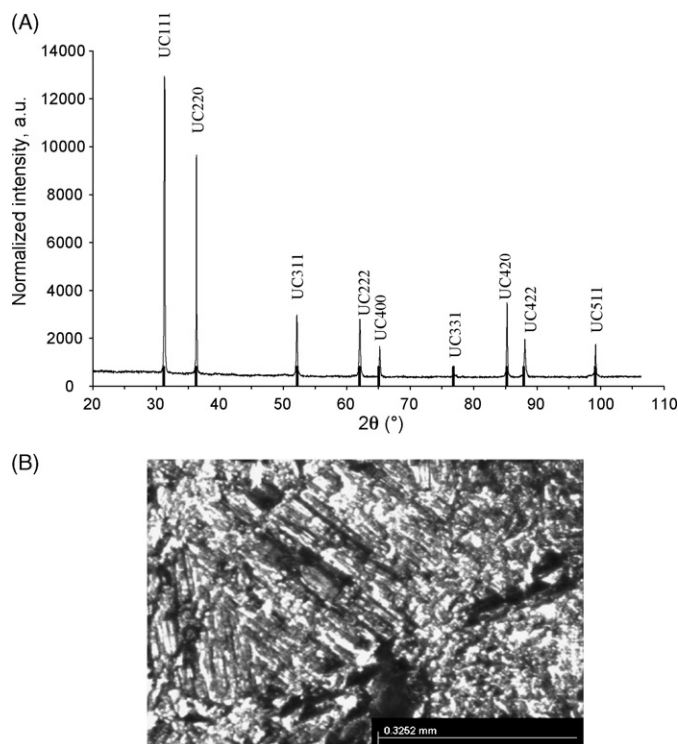 (A)
Normalized intensity, a.u.
14000
12000
10000
8000
6000
4000
2000
0
UC111
UC220
UC311
UC222
UC400
UC331
UC420
UC422
UC511
20 30 40 50 60 70 80 90 100 110
2θ (°)
(B)
0.3252 mm